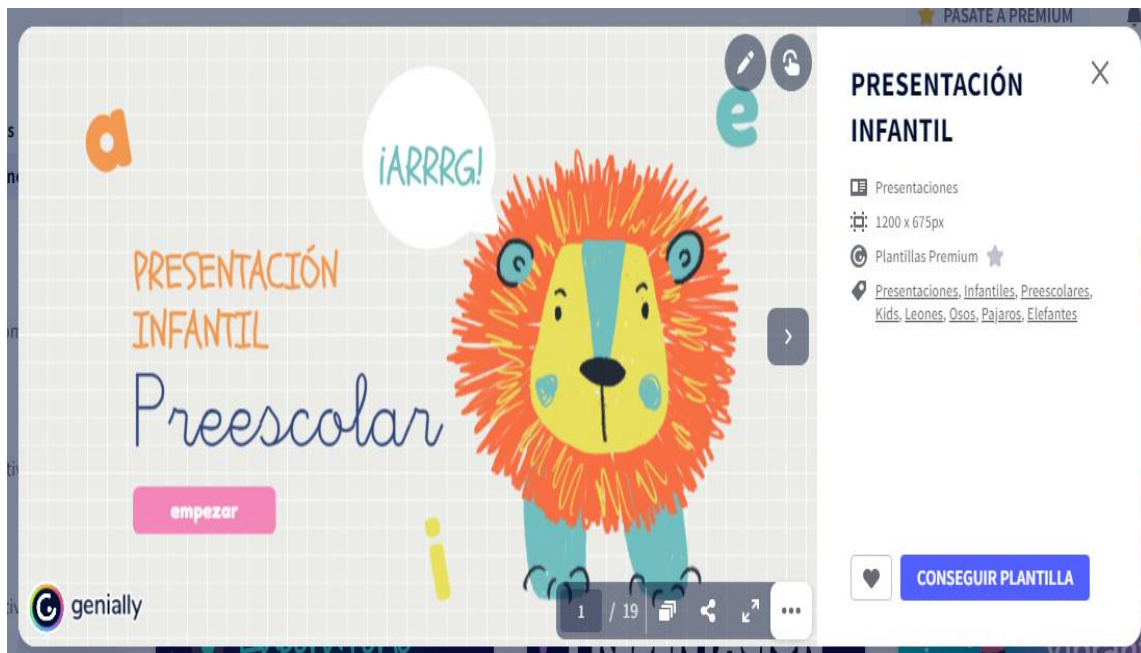 PASATE A PREMIUM
a
e
¡ARRRG!
PRESENTACIÓN
INFANTIL
Preescolar
empezar
i
genially
1 / 19
PRESENTACIÓN
INFANTIL
Presentaciones
1200 x 675px
Plantillas Premium
Presentaciones, Infantiles, Preescolares,
Kids, Leones, Osos, Pajaros, Elefantes
CONSEGUIR PLANTILLA